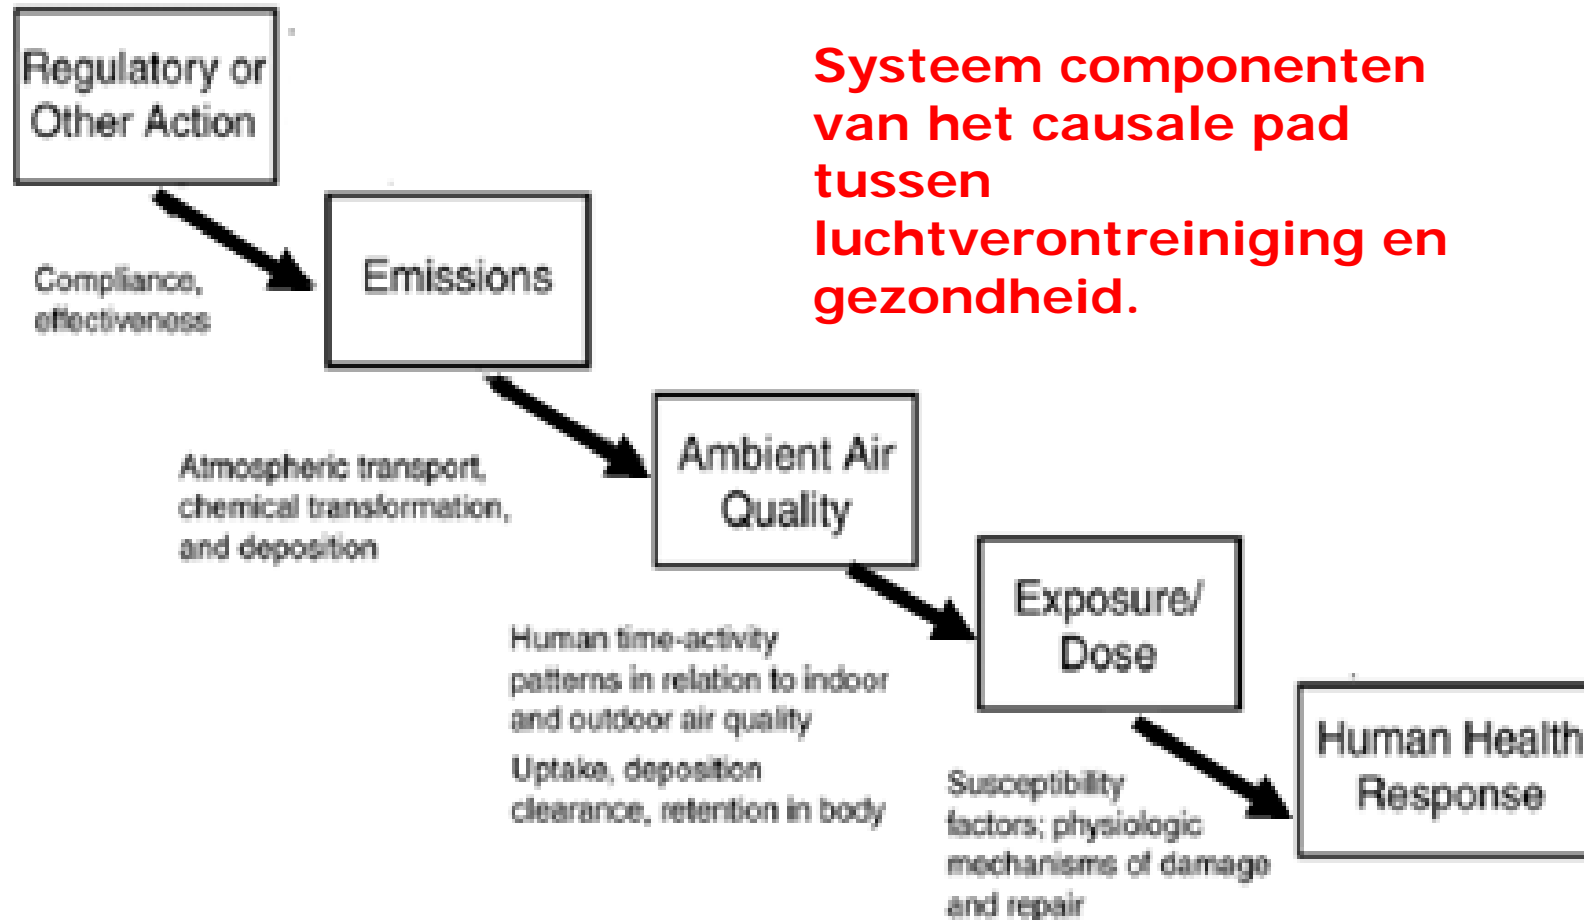 Regulatory or
Other Action
Systeem componenten
van het causale pad
tussen
luchtverontreiniging en
gezondheid.
Compliance,
effectiveness
Emissions
Atmospheric transport,
chemical transformation,
and deposition
Ambient Air
Quality
Human time-activity
patterns in relation to indoor
and outdoor air quality
Uptake, deposition
clearance, retention in body
Exposure/
Dose
Susceptibility
factors; physiologic
mechanisms of damage
and repair
Human Health
Response